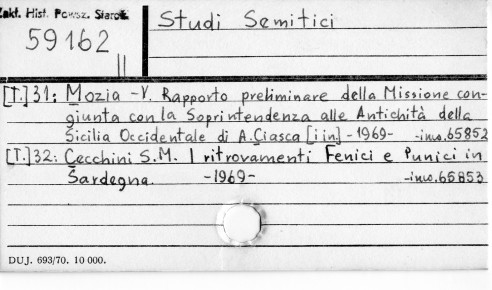 Zakł. Hist. Powsz. Staroż.
59162
Studi Semitici
[T.] 31: Mozia - V. Rapporto preliminare della Missione con-
giunta con la Soprintendenza alle Antichità della
Sicilia Occidentale di A. Ciasca [i in] -1969- -inw. 65852
[T.] 32: Cecchini S.M. I ritrovamenti Fenici e Punici in
Sardegna. -1969- -inw. 65853
DUJ. 693/70. 10 000.